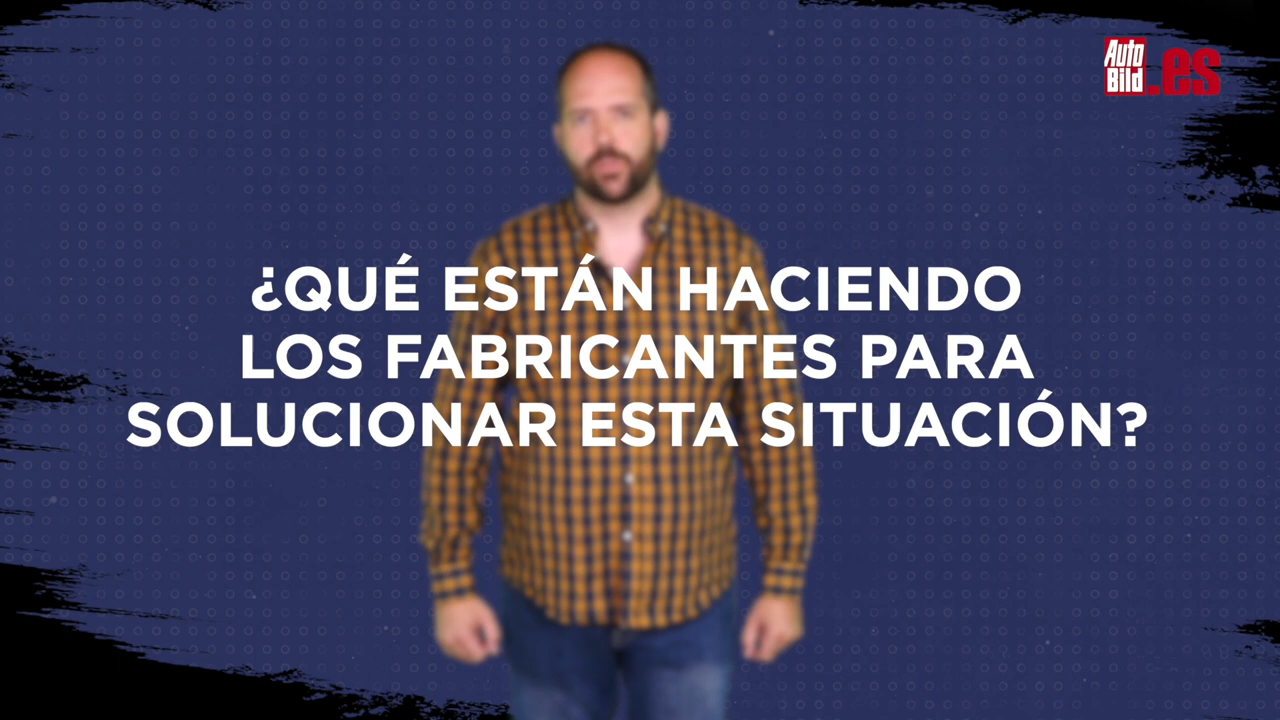 Auto
Bild.es
¿QUÉ ESTÁN HACIENDO
LOS FABRICANTES PARA
SOLUCIONAR ESTA SITUACIÓN?